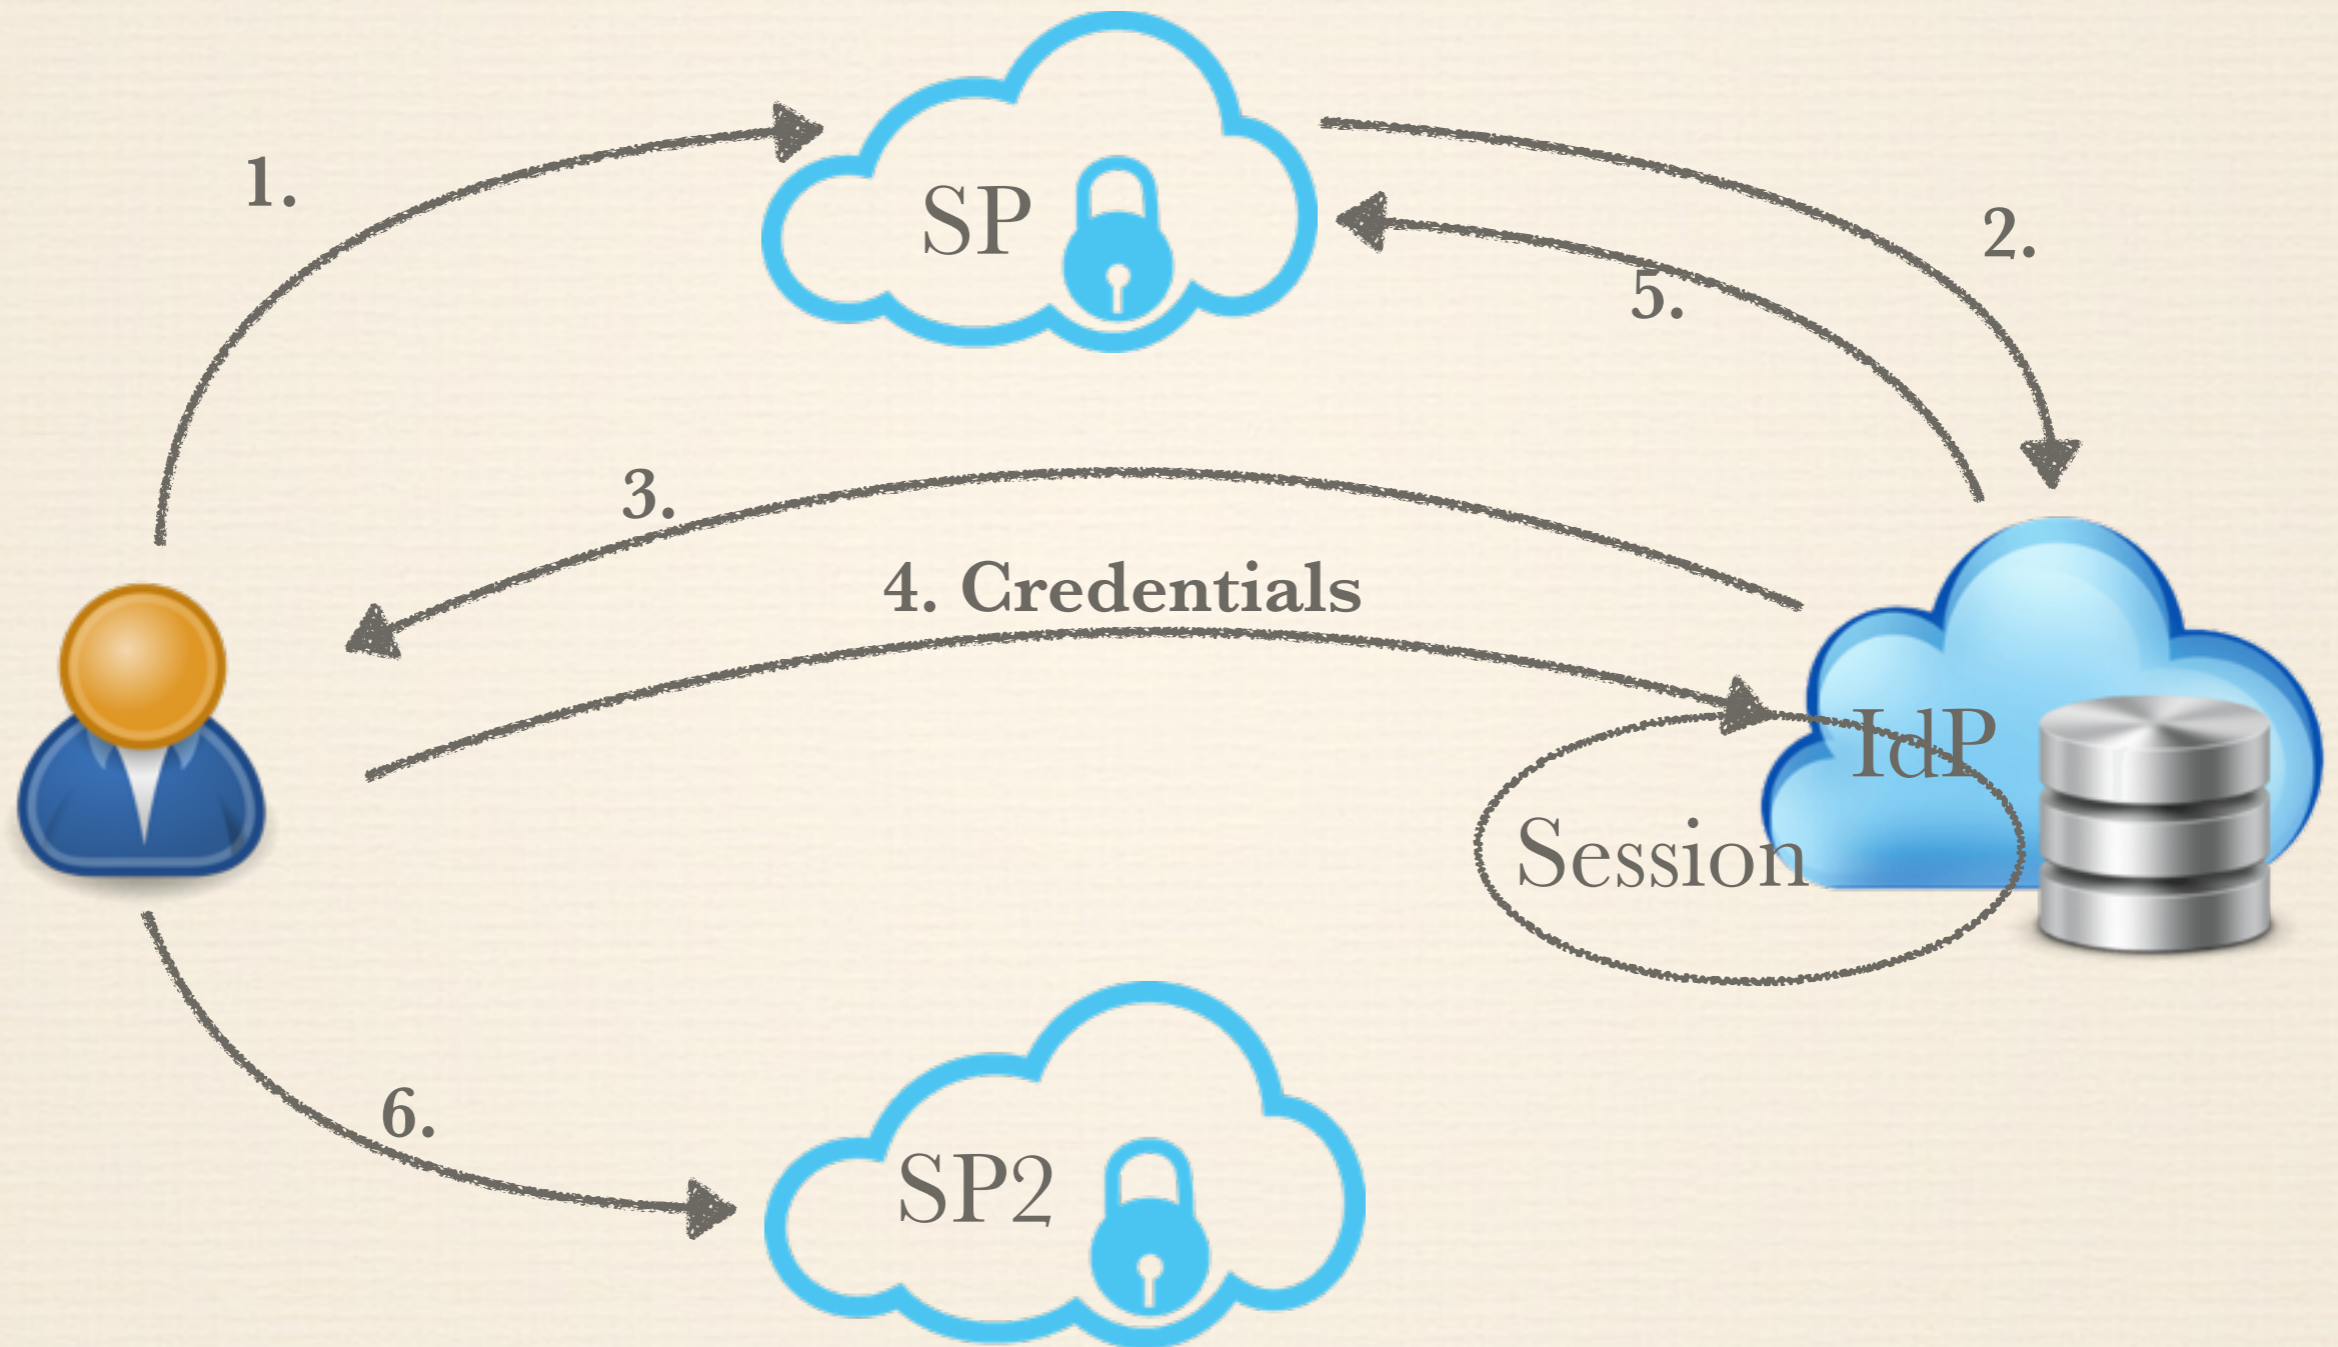 1.
SP
2.
5.
3.
4. Credentials
IdP
Session
6.
SP2